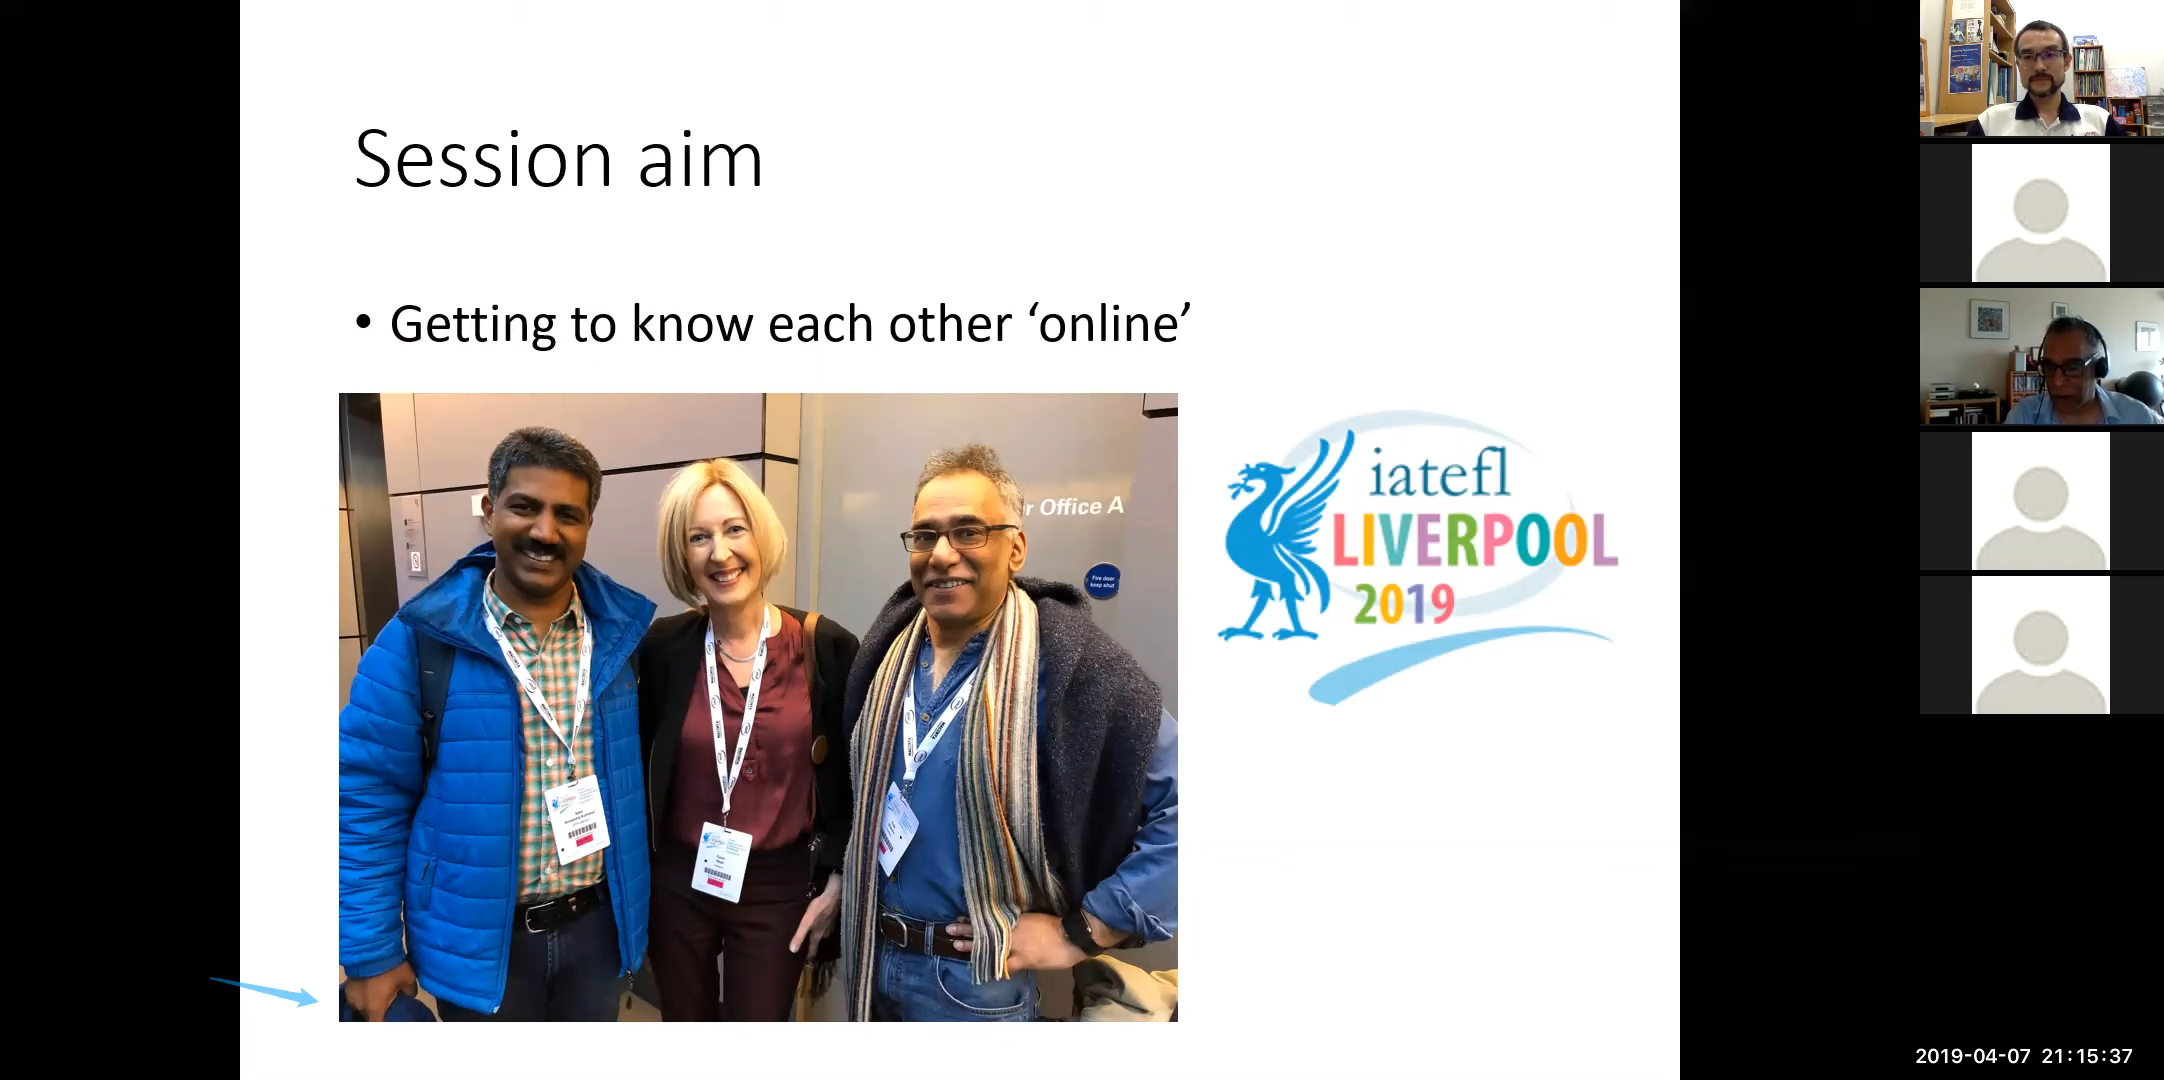 Session aim
• Getting to know each other ‘online’
r Office A
Fire door
keep shut
iatefl
LIVERPOOL
2019
2019-04-07 21:15:37